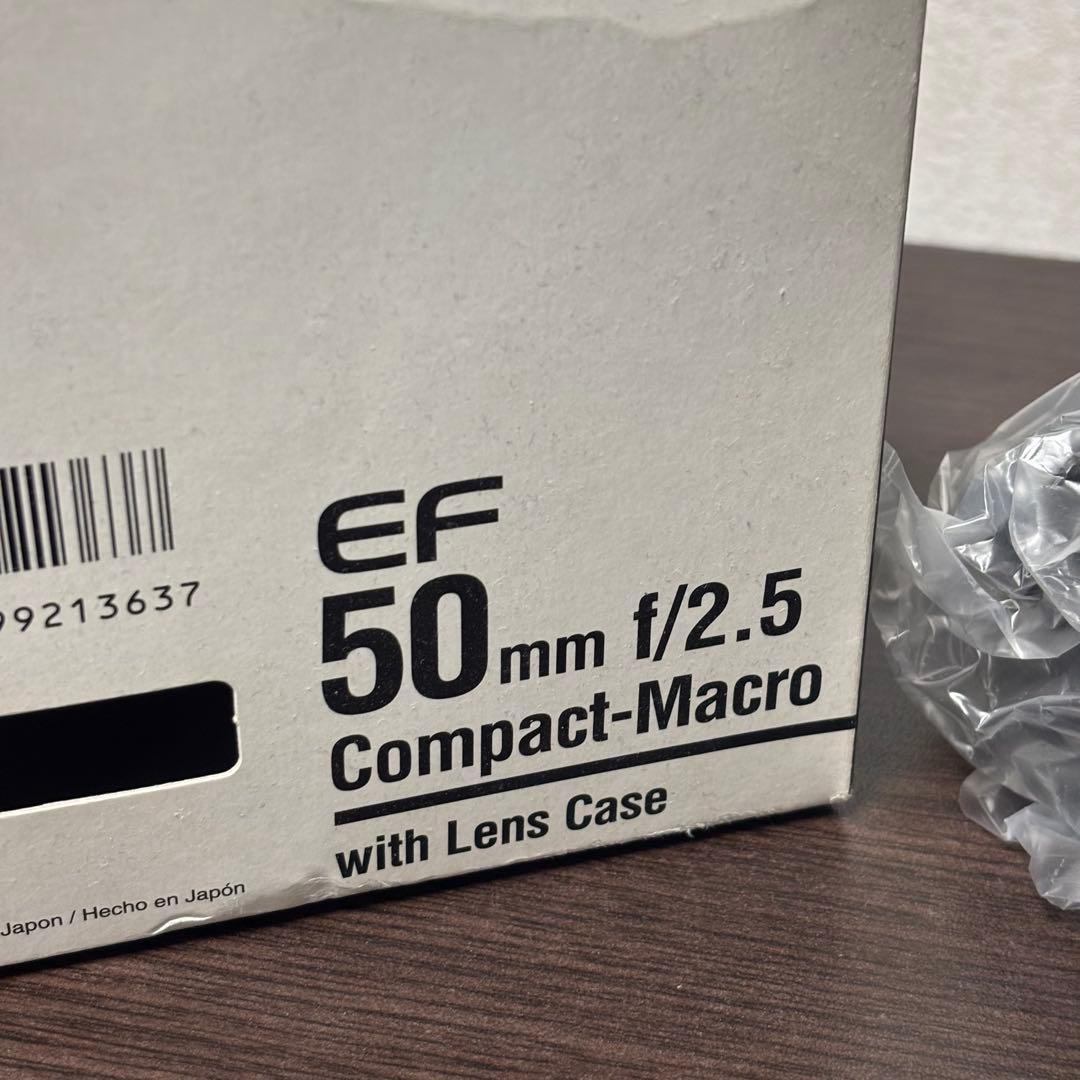 99213637
EF
50mm f/2.5
Compact-Macro
with Lens Case
Japon / Hecho en Japón